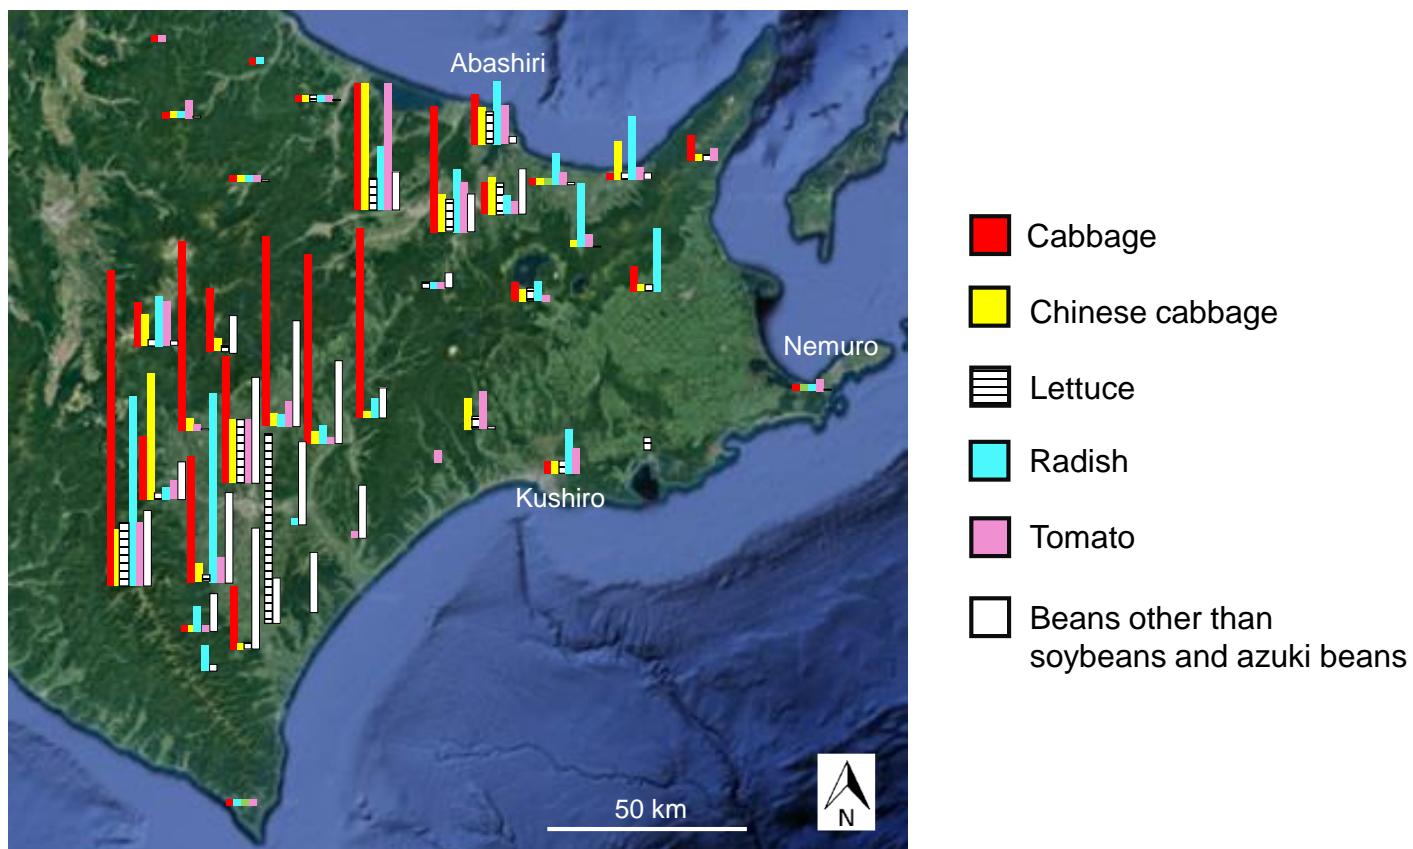 Abashiri
Nemuro
Kushiro
50 km
N
Cabbage
Chinese cabbage
Lettuce
Radish
Tomato
Beans other than
soybeans and azuki beans